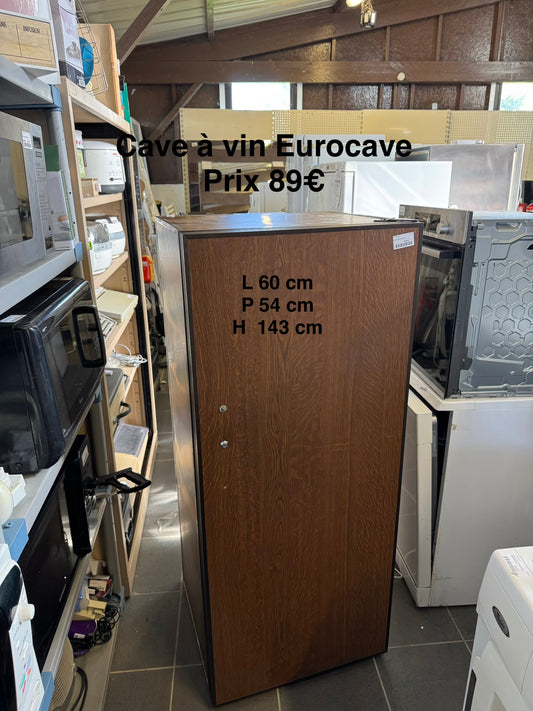 Cave à vin Eurocave
Prix 89€
L 60 cm
P 54 cm
H 143 cm